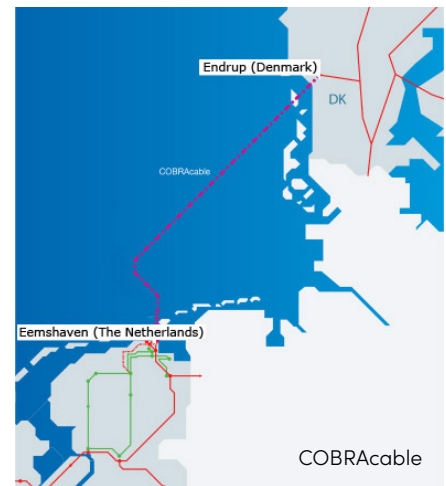 Endrup (Denmark)
DK
COBRAcable
Eemshaven (The Netherlands)
COBRAcable